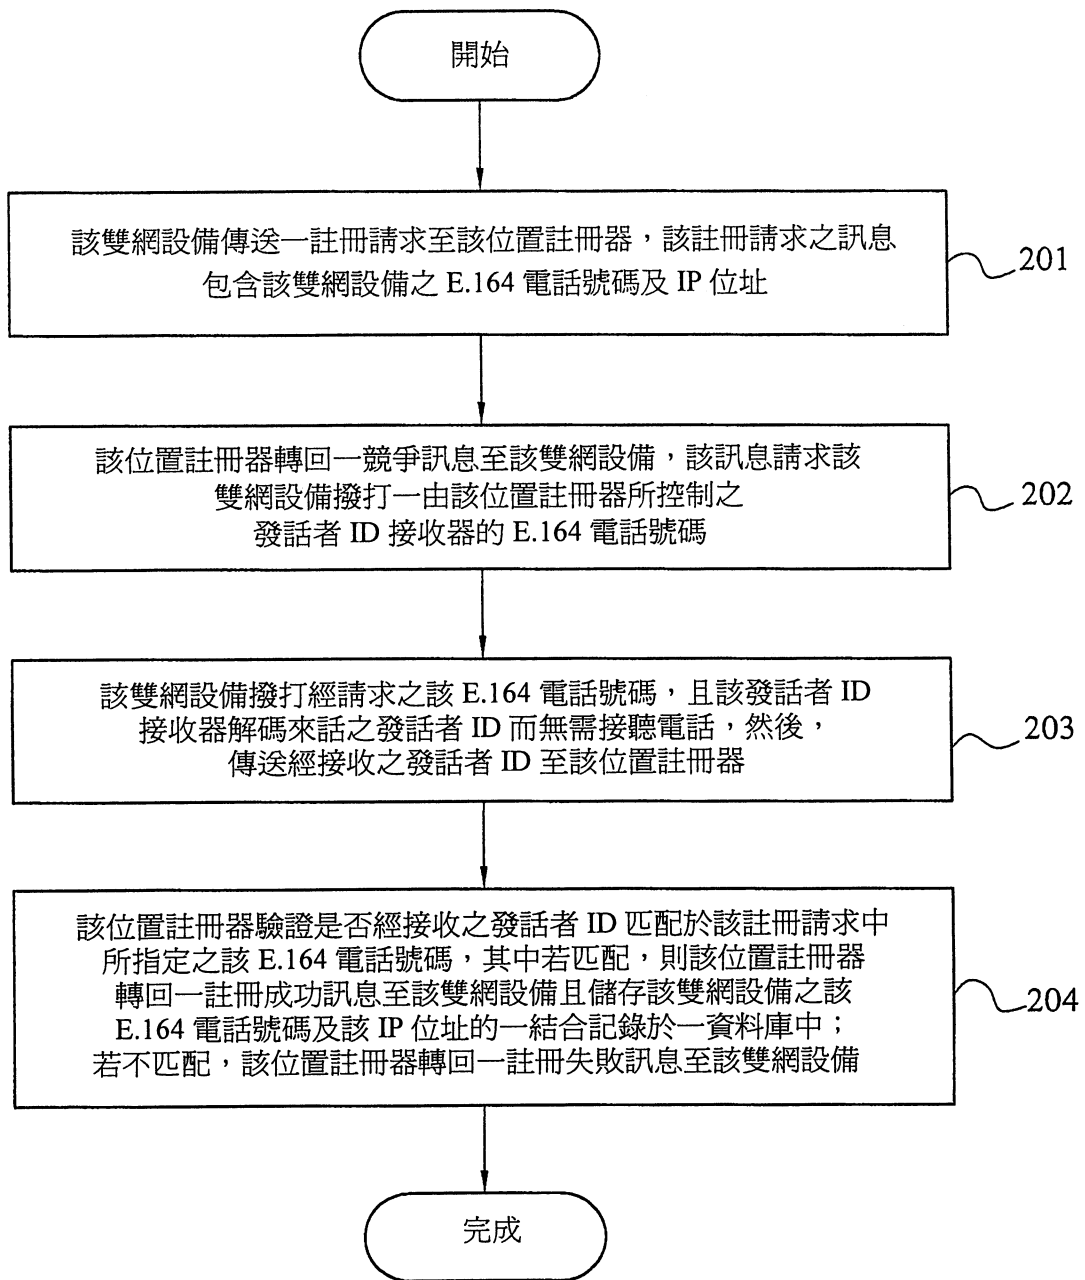 開始
該雙網設備傳送一註冊請求至該位置註冊器，該註冊請求之訊息
包含該雙網設備之 E.164 電話號碼及 IP 位址
201
該位置註冊器轉回一競爭訊息至該雙網設備，該訊息請求該
雙網設備撥打一由該位置註冊器所控制之
發話者 ID 接收器的 E.164 電話號碼
202
該雙網設備撥打經請求之該 E.164 電話號碼，且該發話者 ID
接收器解碼來話之發話者 ID 而無需接聽電話，然後，
傳送經接收之發話者 ID 至該位置註冊器
203
該位置註冊器驗證是否經接收之發話者 ID 匹配於該註冊請求中
所指定之該 E.164 電話號碼，其中若匹配，則該位置註冊器
轉回一註冊成功訊息至該雙網設備且儲存該雙網設備之該
E.164 電話號碼及該 IP 位址的一結合記錄於一資料庫中；
若不匹配，該位置註冊器轉回一註冊失敗訊息至該雙網設備
204
完成